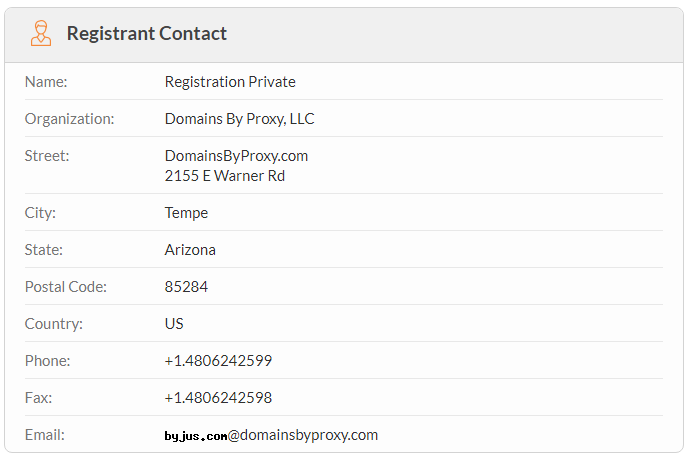 Registrant Contact
Name: Registration Private
Organization: Domains By Proxy, LLC
Street: DomainsByProxy.com
2155 E Warner Rd
City: Tempe
State: Arizona
Postal Code: 85284
Country: US
Phone: +1.4806242599
Fax: +1.4806242598
Email: byjus.com@domainsbyproxy.com